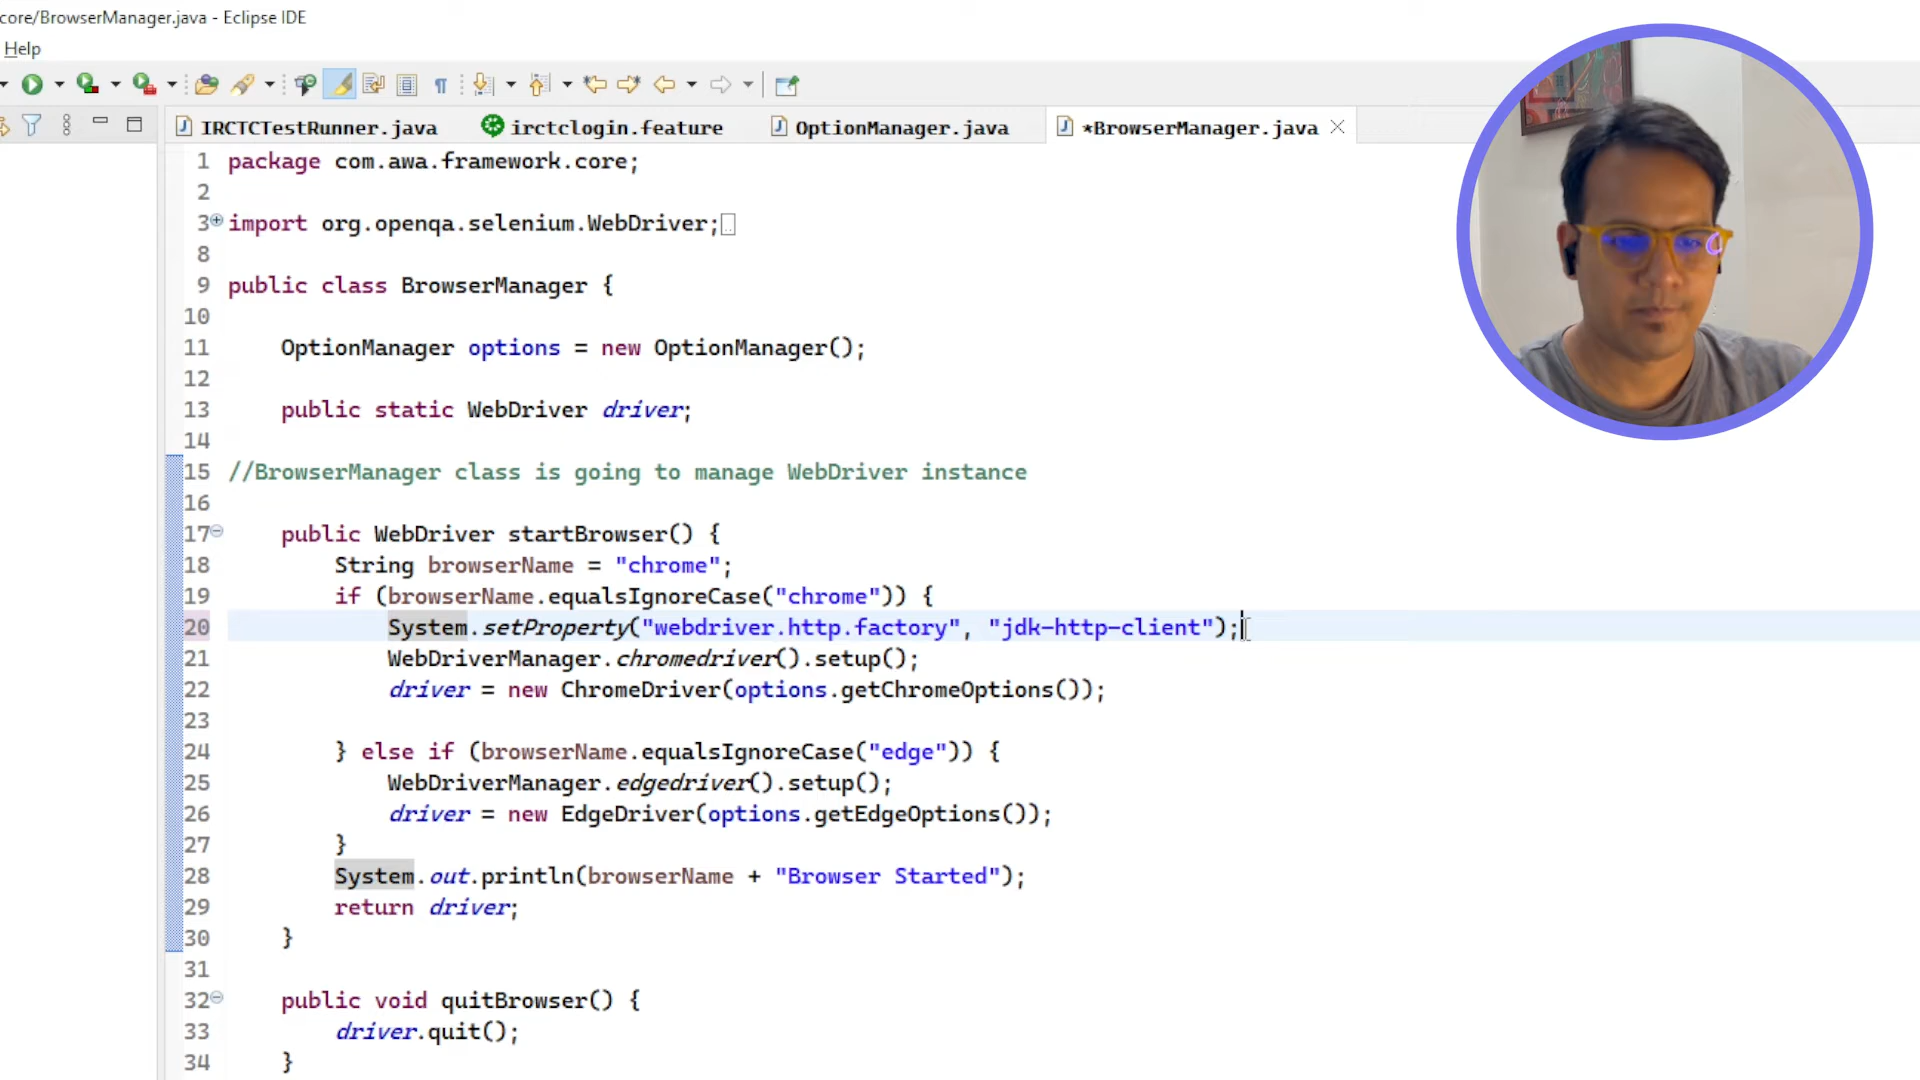 core/BrowserManager.java - Eclipse IDE
Help
IRCTCTestRunner.java irctclogin.feature OptionManager.java *BrowserManager.java
1 package com.awa.framework.core;
2
3 import org.openqa.selenium.WebDriver;
8
9 public class BrowserManager {
10
11 OptionManager options = new OptionManager();
12
13 public static WebDriver driver;
14
15 //BrowserManager class is going to manage WebDriver instance
16
17 public WebDriver startBrowser() {
18 String browserName = "chrome";
19 if (browserName.equalsIgnoreCase("chrome")) {
20 System.setProperty("webdriver.http.factory", "jdk-http-client");
21 WebDriverManager.chromedriver().setup();
22 driver = new ChromeDriver(options.getChromeOptions());
23
24 } else if (browserName.equalsIgnoreCase("edge")) {
25 WebDriverManager.edgedriver().setup();
26 driver = new EdgeDriver(options.getEdgeOptions());
27 }
28 System.out.println(browserName + "Browser Started");
29 return driver;
30 }
31
32 public void quitBrowser() {
33 driver.quit();
34 }